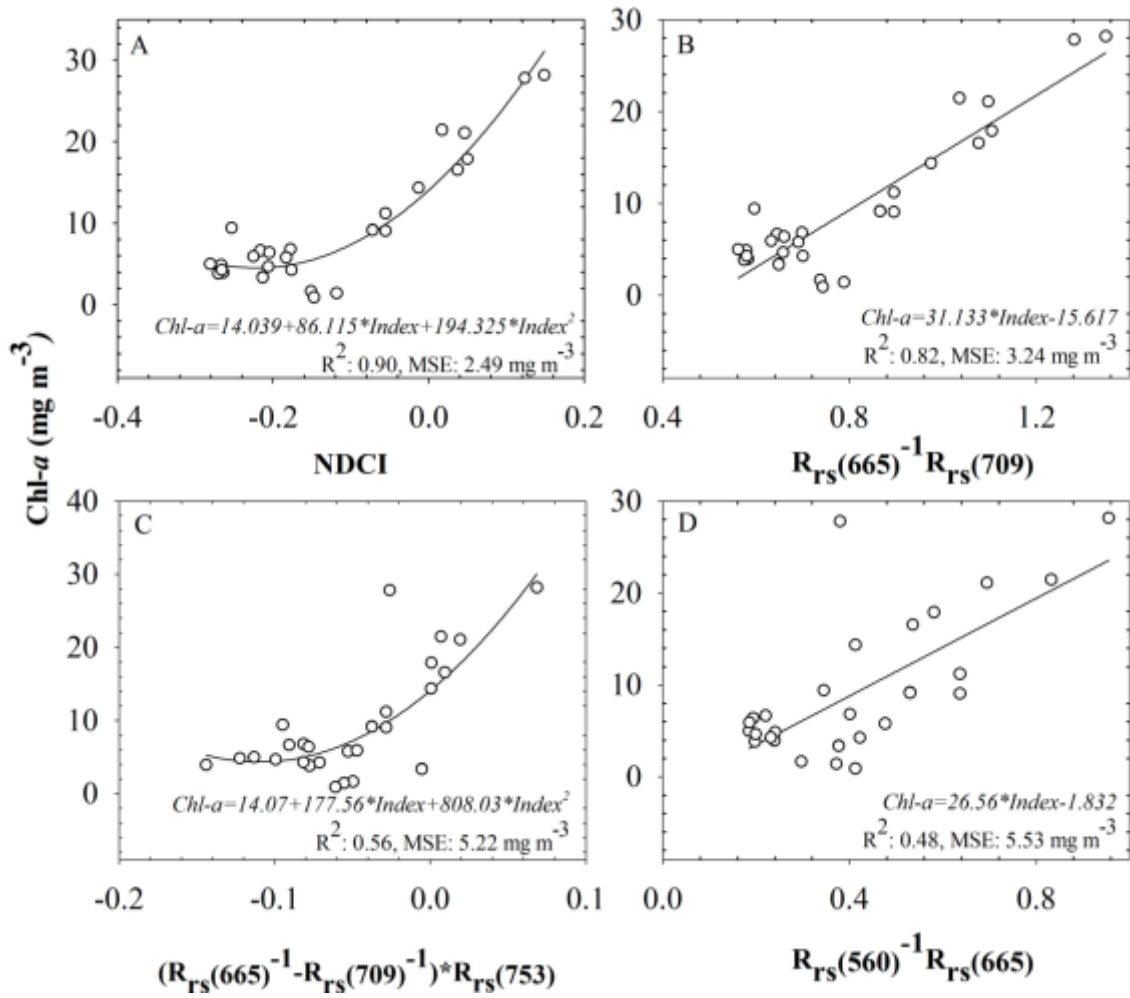 Chl-a (mg m-3)
A
30
20
10
0
Chl-a=14.039+86.115*Index+194.325*Index2
R2: 0.90, MSE: 2.49 mg m-3
-0.4 -0.2 0.0 0.2
NDCI
B
30
20
10
0
Chl-a=31.133*Index-15.617
R2: 0.82, MSE: 3.24 mg m-3
0.4 0.8 1.2
Rrs(665)-1Rrs(709)
C
40
30
20
10
0
Chl-a=14.07+177.56*Index+808.03*Index2
R2: 0.56, MSE: 5.22 mg m-3
-0.2 -0.1 0.0 0.1
(Rrs(665)-1-Rrs(709)-1)*Rrs(753)
D
30
20
10
0
Chl-a=26.56*Index-1.832
R2: 0.48, MSE: 5.53 mg m-3
0.0 0.4 0.8
Rrs(560)-1Rrs(665)